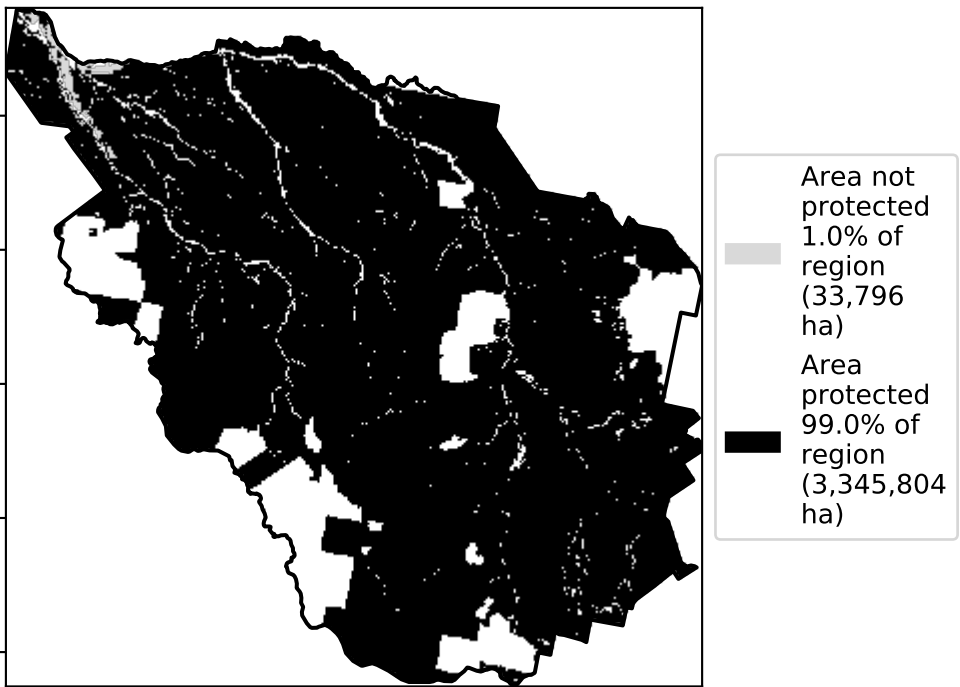 Area not
protected
1.0% of
region
(33,796
ha)
Area
protected
99.0% of
region
(3,345,804
ha)